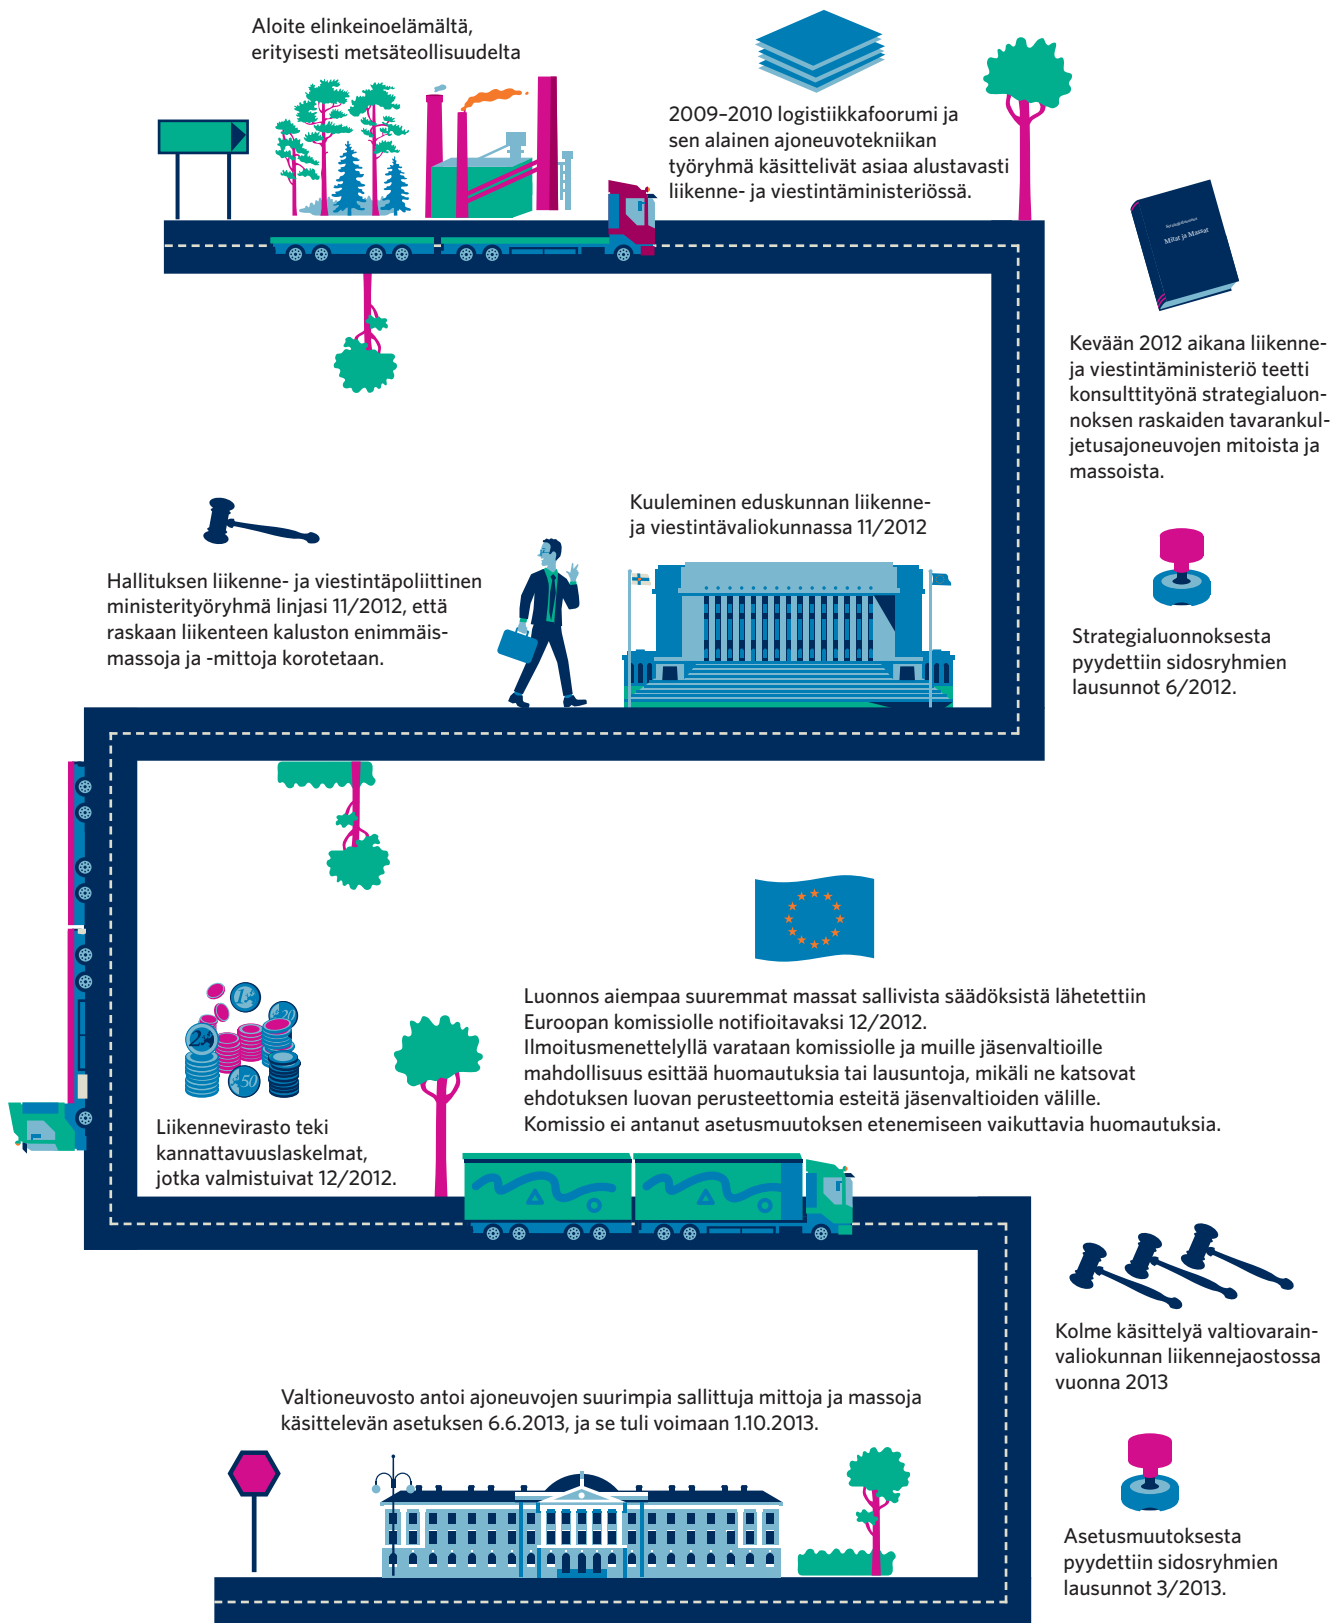 Aloite elinkeinoelämältä,
erityisesti metsäteollisuudelta
2009–2010 logistiikkafoorumi ja
sen alainen ajoneuvotekniikan
työryhmä käsittelivät asiaa alustavasti
liikenne- ja viestintäministeriössä.
Mitat ja Massat
Kevään 2012 aikana liikenne-
ja viestintäministeriö teetti
konsulttityönä strategialuon-
noksen raskaiden tavarankul-
jetusajoneuvojen mitoista ja
massoista.
Strategialuonnoksesta
pyydettiin sidosryhmien
lausunnot 6/2012.
Kuuleminen eduskunnan liikenne-
ja viestintävaliokunnassa 11/2012
Hallituksen liikenne- ja viestintäpoliittinen
ministerityöryhmä linjasi 11/2012, että
raskaan liikenteen kaluston enimmäis-
massoja ja -mittoja korotetaan.
1
20
2
50
Liikennevirasto teki
kannattavuuslaskelmat,
jotka valmistuivat 12/2012.
Luonnos aiempaa suuremmat massat sallivista säädöksistä lähetettiin
Euroopan komissiolle notifioitavaksi 12/2012.
Ilmoitusmenettelyllä varataan komissiolle ja muille jäsenvaltioille
mahdollisuus esittää huomautuksia tai lausuntoja, mikäli ne katsovat
ehdotuksen luovan perusteettomia esteitä jäsenvaltioiden välille.
Komissio ei antanut asetusmuutoksen etenemiseen vaikuttavia huomautuksia.
Kolme käsittelyä valtiovarain-
valiokunnan liikennejaostossa
vuonna 2013
Asetusmuutoksesta
pyydettiin sidosryhmien
lausunnot 3/2013.
Valtioneuvosto antoi ajoneuvojen suurimpia sallittuja mittoja ja massoja
käsittelevän asetuksen 6.6.2013, ja se tuli voimaan 1.10.2013.